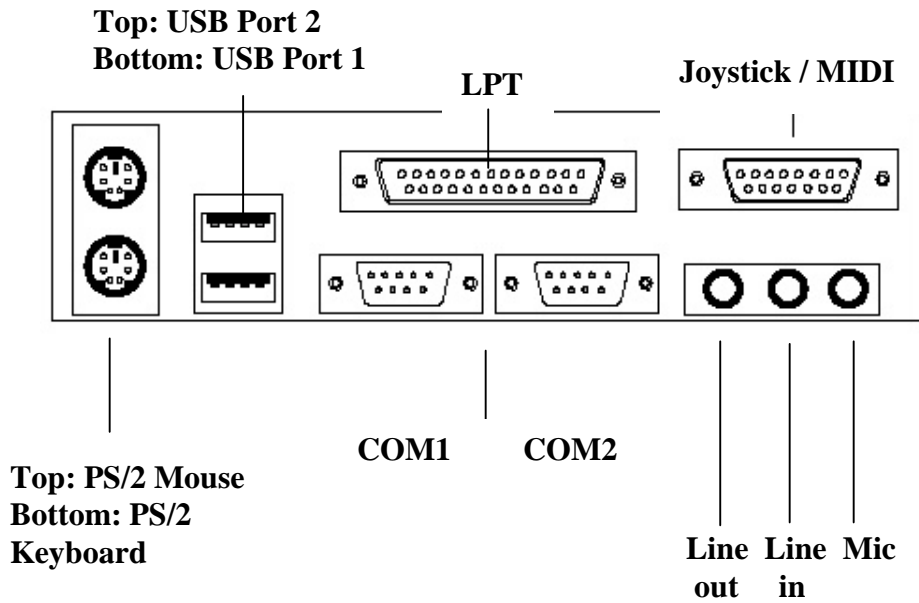 Top: USB Port 2
Bottom: USB Port 1
LPT
Joystick / MIDI
COM1 COM2
Top: PS/2 Mouse
Bottom: PS/2
Keyboard
Line Line Mic
out in